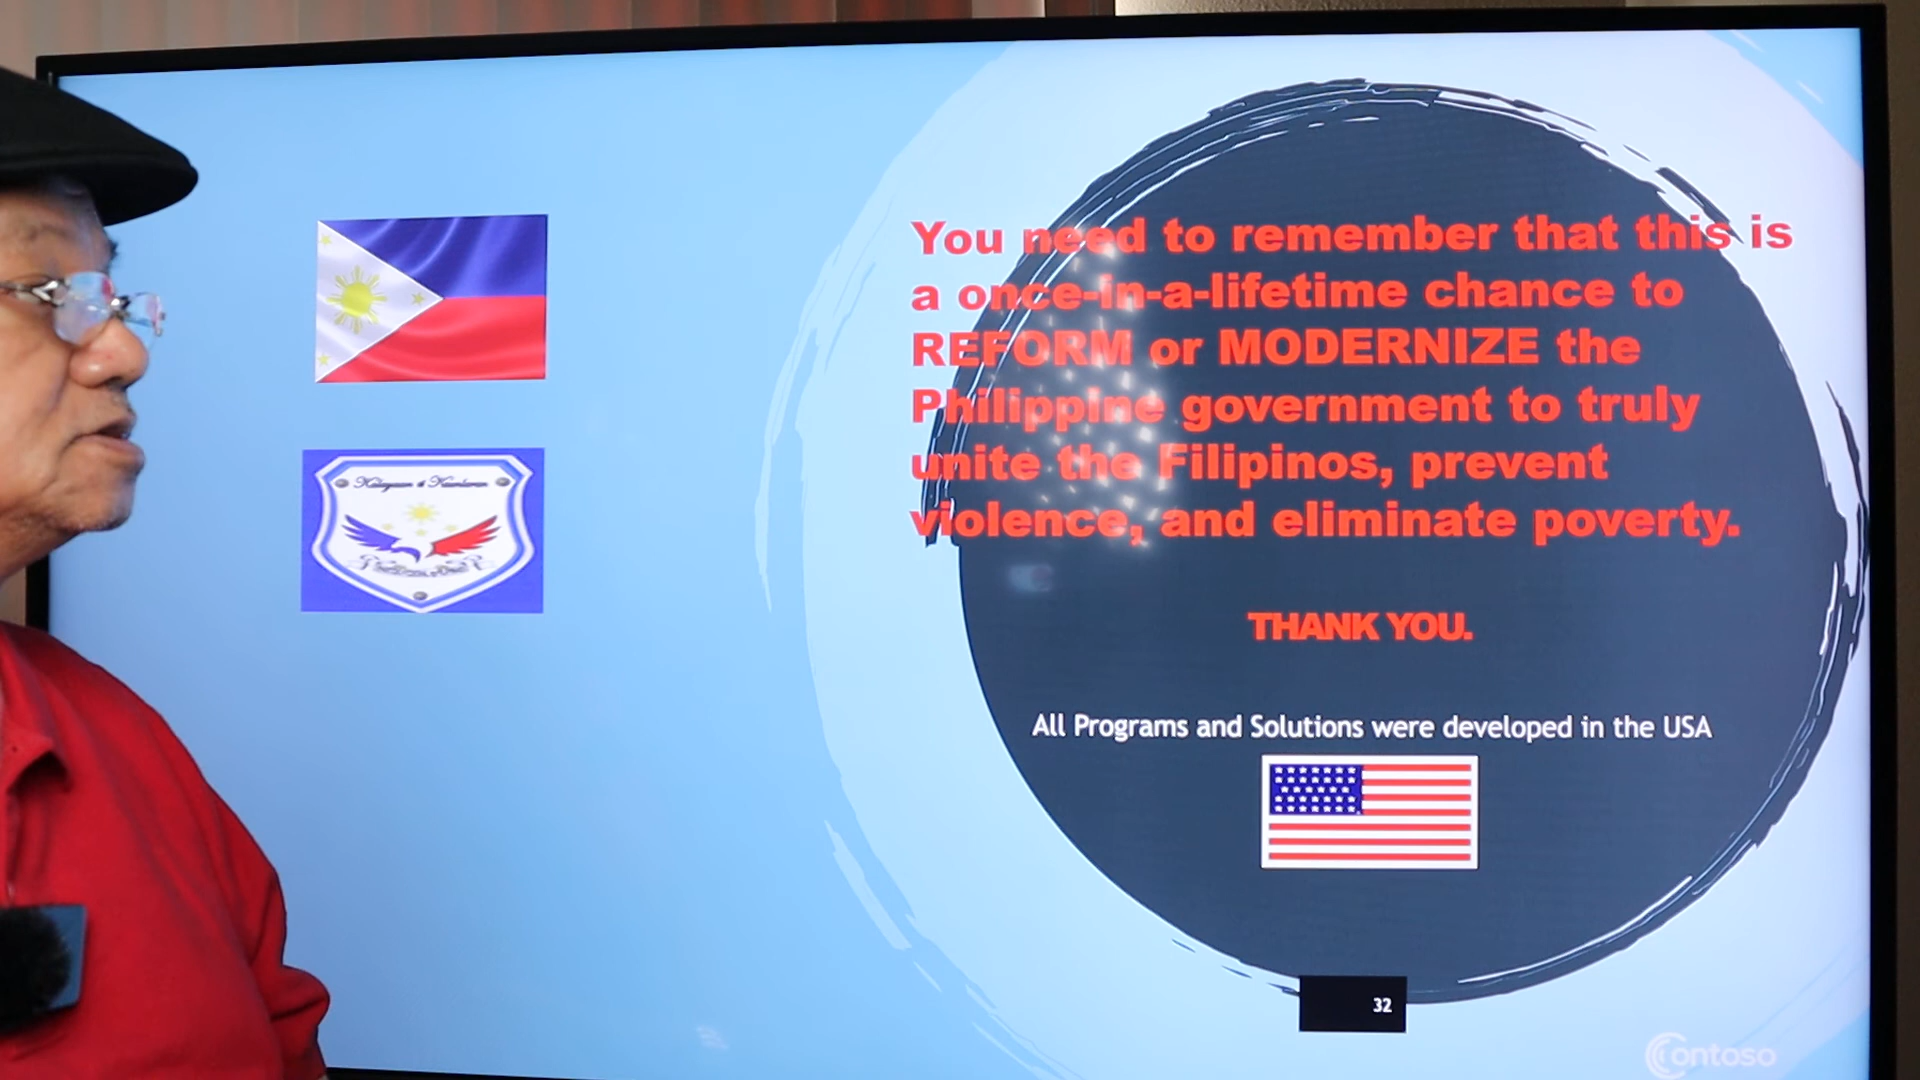 You need to remember that this is
a once-in-a-lifetime chance to
REFORM or MODERNIZE the
Philippine government to truly
unite the Filipinos, prevent
violence, and eliminate poverty.
THANK YOU.
All Programs and Solutions were developed in the USA
32
Contoso